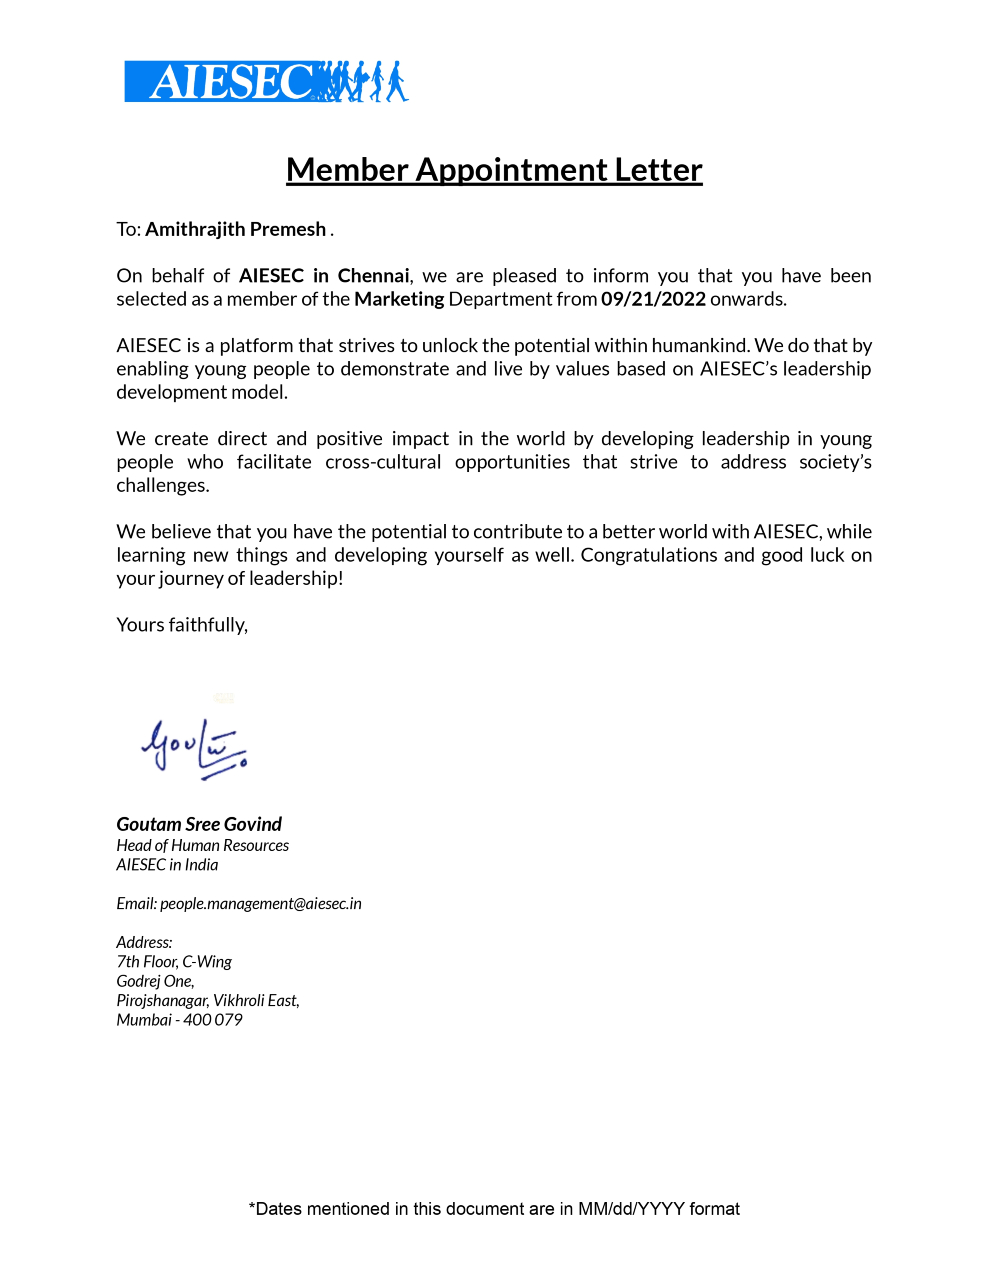 AIESEC
Member Appointment Letter
To: Amithrajith Premesh .
On behalf of AIESEC in Chennai, we are pleased to inform you that you have been
selected as a member of the Marketing Department from 09/21/2022 onwards.
AIESEC is a platform that strives to unlock the potential within humankind. We do that by
enabling young people to demonstrate and live by values based on AIESEC’s leadership
development model.
We create direct and positive impact in the world by developing leadership in young
people who facilitate cross-cultural opportunities that strive to address society’s
challenges.
We believe that you have the potential to contribute to a better world with AIESEC, while
learning new things and developing yourself as well. Congratulations and good luck on
your journey of leadership!
Yours faithfully,
Goutam Sree Govind
Head of Human Resources
AIESEC in India
Email: people.management@aiesec.in
Address:
7th Floor, C-Wing
Godrej One,
Pirojshanagar, Vikhroli East,
Mumbai - 400 079
*Dates mentioned in this document are in MM/dd/YYYY format